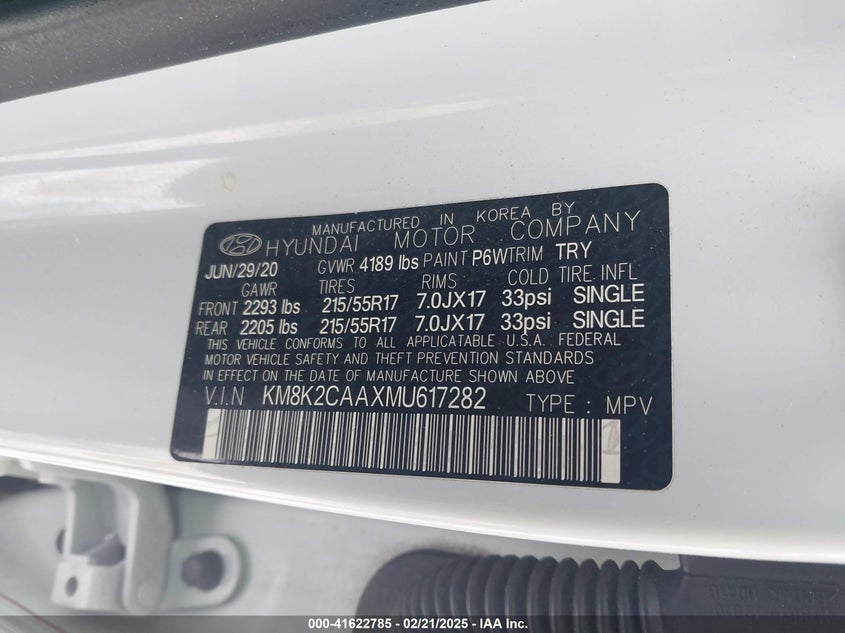 MANUFACTURED IN KOREA BY
HYUNDAI MOTOR COMPANY
JUN/29/20 GVWR 4189 lbs PAINT P6W TRIM TRY
GAWR TIRES RIMS COLD TIRE. INFL
FRONT 2293 lbs 215/55R17 7.0JX17 33psi SINGLE
REAR 2205 lbs 215/55R17 7.0JX17 33psi SINGLE
THIS VEHICLE CONFORMS TO ALL APPLICATABLE U.S.A. FEDERAL
MOTOR VEHICLE SAFETY AND THEFT PREVENTION STANDARDS
IN EFFECT ON THE DATE OF MANUFACTURE SHOWN ABOVE
V.I.N KM8K2CAAXMU617282 TYPE : MPV
000-41622785 - 02/21/2025 - IAA Inc.